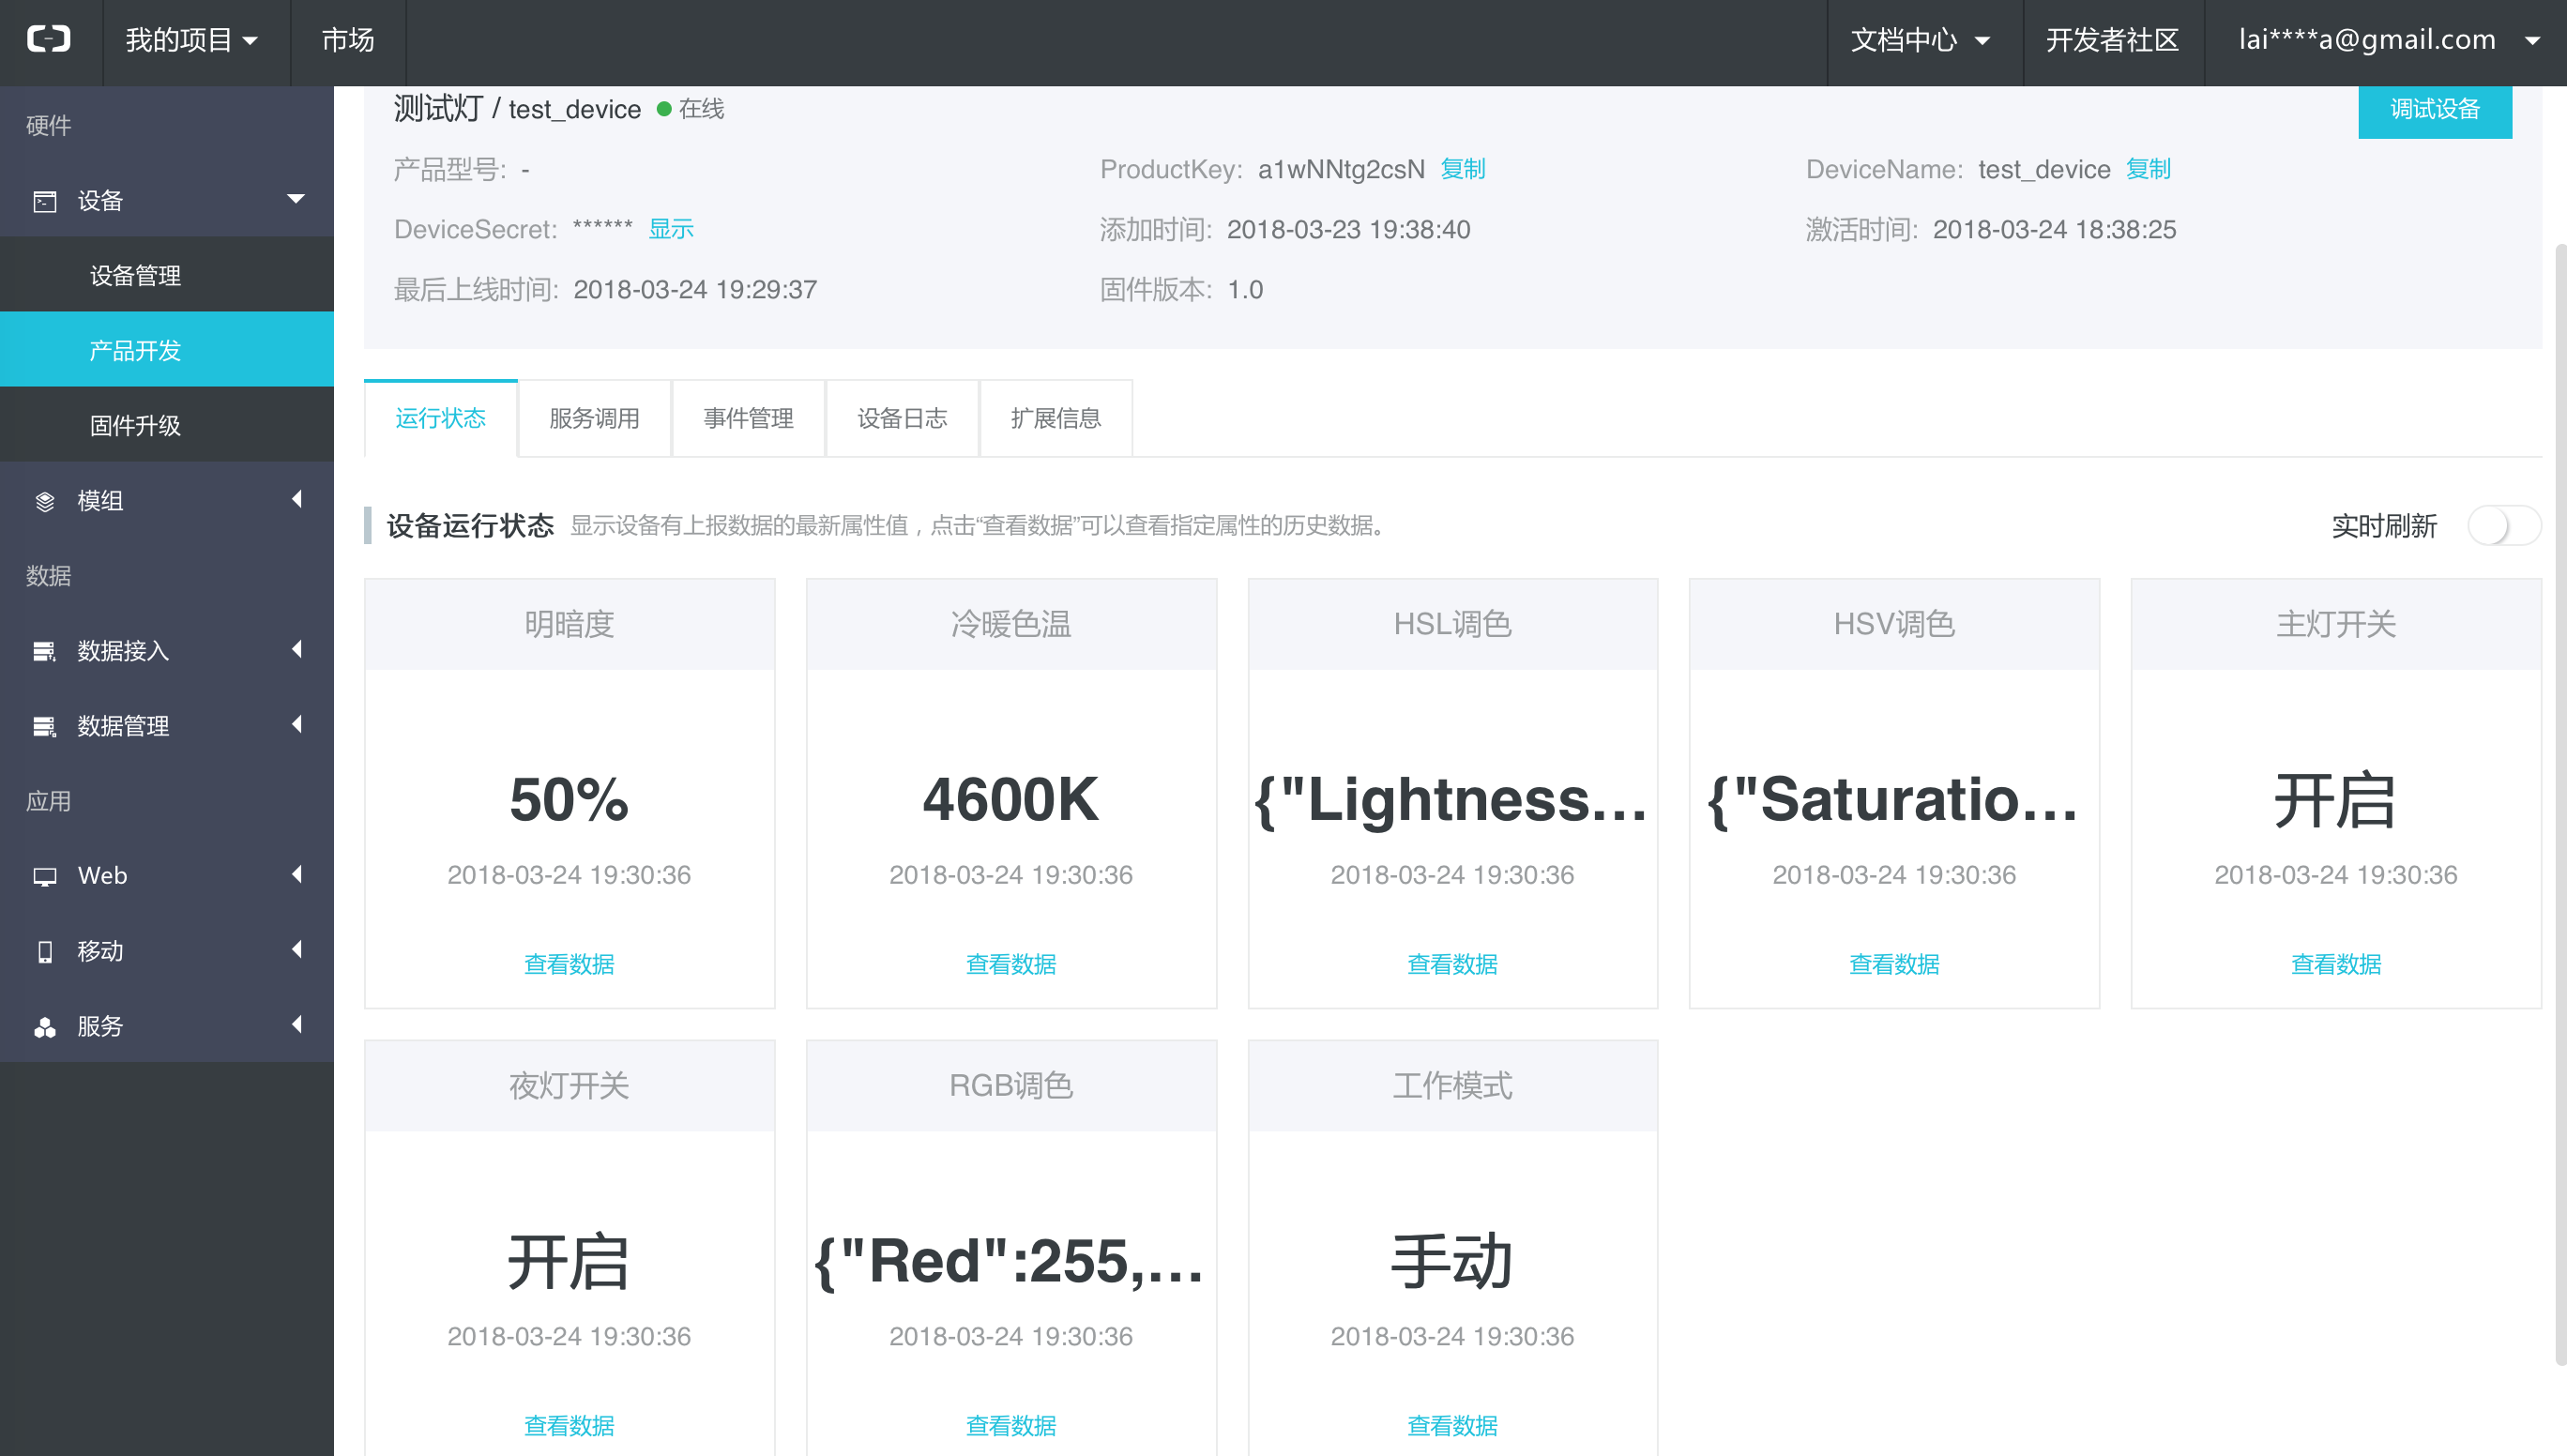 我的项目 市场 文档中心 开发者社区 lai****a@gmail.com
硬件
设备
设备管理
产品开发
固件升级
模组
数据
数据接入
数据管理
应用
Web
移动
服务
测试灯 / test_device 在线 调试设备
产品型号: - ProductKey: a1wNNtg2csN 复制 DeviceName: test_device 复制
DeviceSecret: ****** 显示 添加时间: 2018-03-23 19:38:40 激活时间: 2018-03-24 18:38:25
最后上线时间: 2018-03-24 19:29:37 固件版本: 1.0
运行状态 服务调用 事件管理 设备日志 扩展信息
设备运行状态 显示设备有上报数据的最新属性值，点击“查看数据”可以查看指定属性的历史数据。 实时刷新
明暗度 冷暖色温 HSL调色 HSV调色 主灯开关
50% 4600K {"Lightness... {"Saturatio... 开启
2018-03-24 19:30:36 2018-03-24 19:30:36 2018-03-24 19:30:36 2018-03-24 19:30:36 2018-03-24 19:30:36
查看数据 查看数据 查看数据 查看数据 查看数据
夜灯开关 RGB调色 工作模式
开启 {"Red":255,... 手动
2018-03-24 19:30:36 2018-03-24 19:30:36 2018-03-24 19:30:36
查看数据 查看数据 查看数据